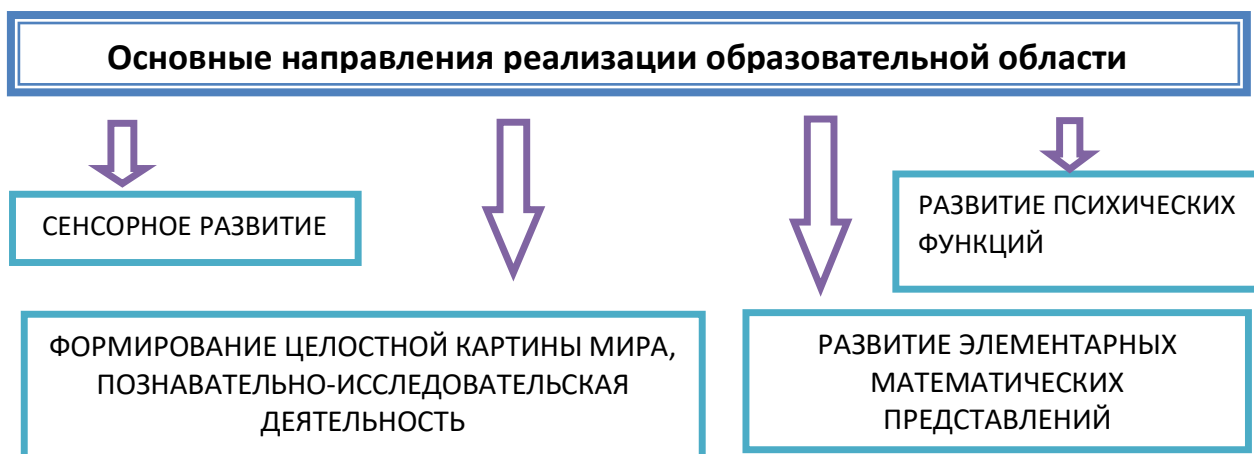 Основные направления реализации образовательной области
СЕНСОРНОЕ РАЗВИТИЕ
РАЗВИТИЕ ПСИХИЧЕСКИХ
ФУНКЦИЙ
ФОРМИРОВАНИЕ ЦЕЛОСТНОЙ КАРТИНЫ МИРА,
ПОЗНАВАТЕЛЬНО-ИССЛЕДОВАТЕЛЬСКАЯ
ДЕЯТЕЛЬНОСТЬ
РАЗВИТИЕ ЭЛЕМЕНТАРНЫХ
МАТЕМАТИЧЕСКИХ
ПРЕДСТАВЛЕНИЙ